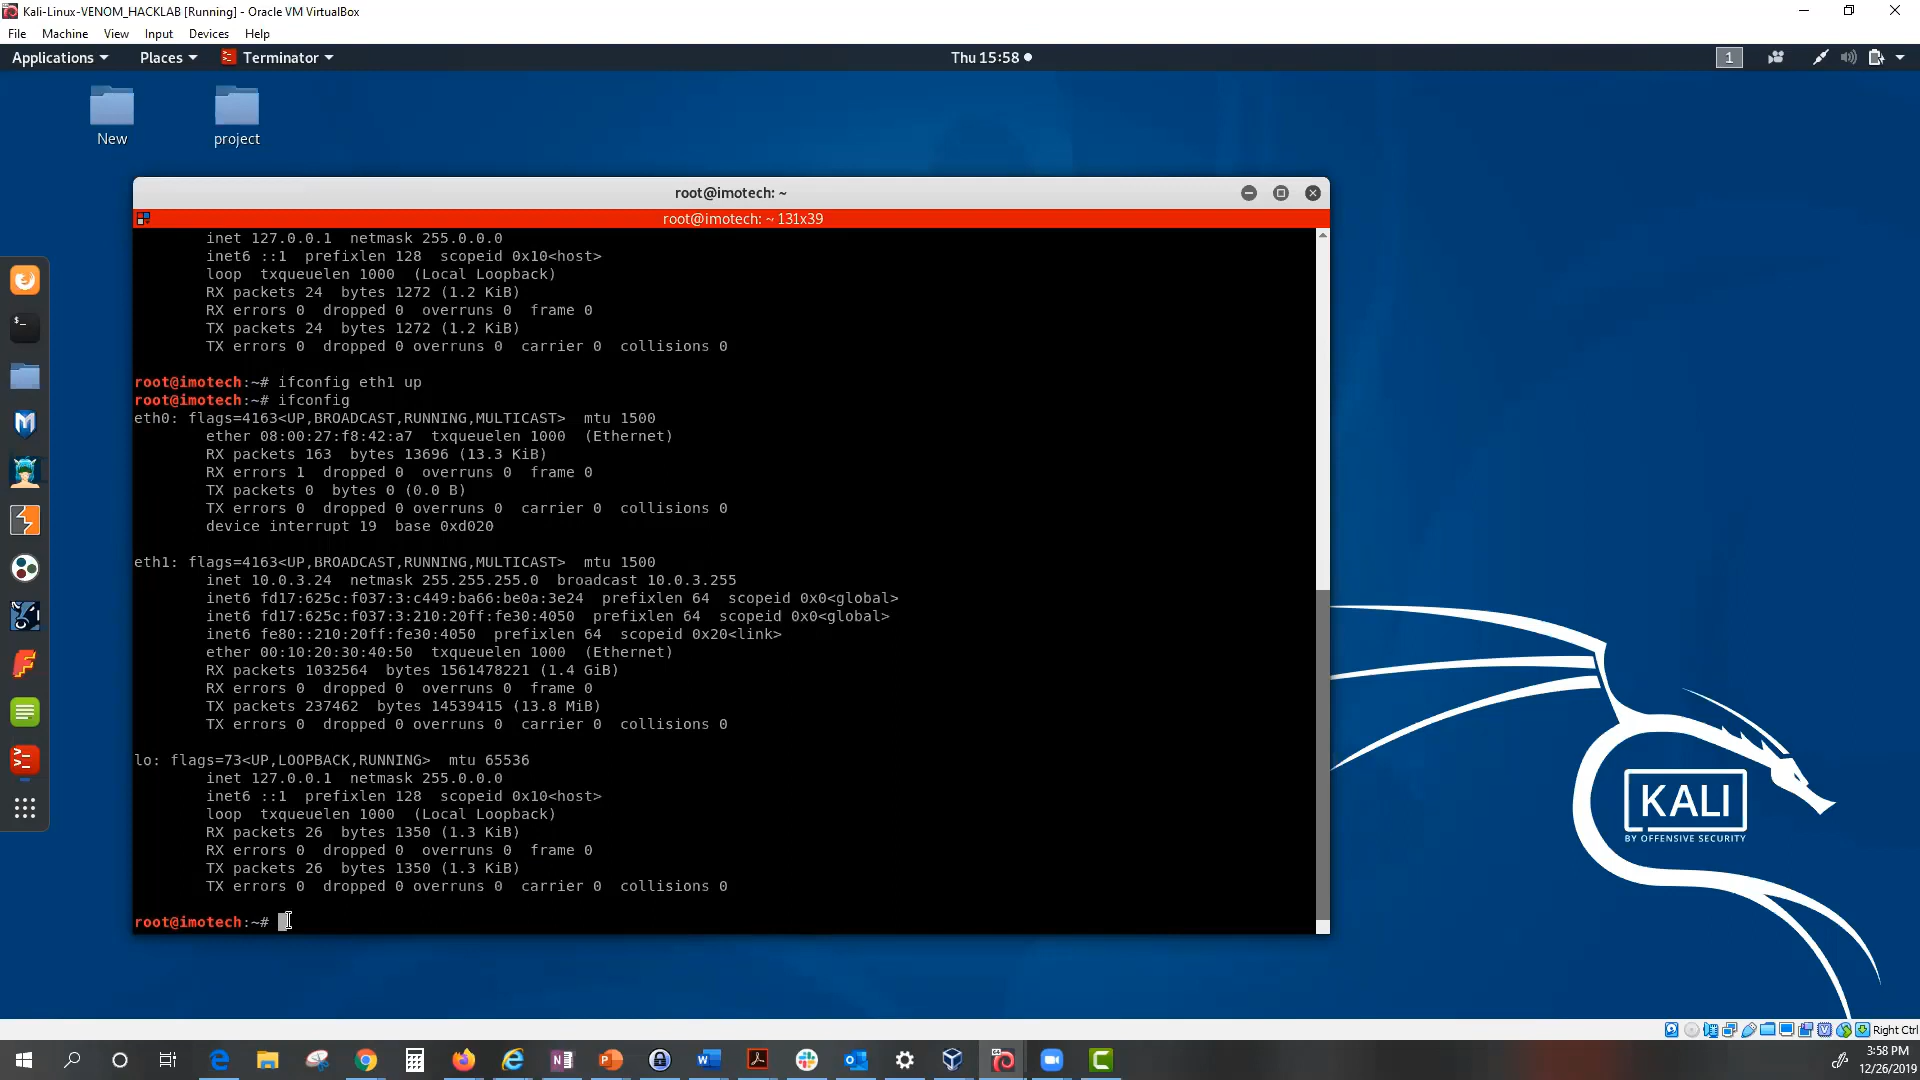 Kali-Linux-VENOM_HACKLAB [Running] - Oracle VM VirtualBox
File Machine View Input Devices Help
Applications Places Terminator Thu 15:58 1
New project
root@imotech: ~
root@imotech: ~ 131x39
inet 127.0.0.1 netmask 255.0.0.0
inet6 ::1 prefixlen 128 scopeid 0x10<host>
loop txqueuelen 1000 (Local Loopback)
RX packets 24 bytes 1272 (1.2 KiB)
RX errors 0 dropped 0 overruns 0 frame 0
TX packets 24 bytes 1272 (1.2 KiB)
TX errors 0 dropped 0 overruns 0 carrier 0 collisions 0
root@imotech:~# ifconfig eth1 up
root@imotech:~# ifconfig
eth0: flags=4163<UP,BROADCAST,RUNNING,MULTICAST> mtu 1500
ether 08:00:27:f8:42:a7 txqueuelen 1000 (Ethernet)
RX packets 163 bytes 13696 (13.3 KiB)
RX errors 1 dropped 0 overruns 0 frame 0
TX packets 0 bytes 0 (0.0 B)
TX errors 0 dropped 0 overruns 0 carrier 0 collisions 0
device interrupt 19 base 0xd020
eth1: flags=4163<UP,BROADCAST,RUNNING,MULTICAST> mtu 1500
inet 10.0.3.24 netmask 255.255.255.0 broadcast 10.0.3.255
inet6 fd17:625c:f037:3:c449:ba66:be0a:3e24 prefixlen 64 scopeid 0x0<global>
inet6 fd17:625c:f037:3:210:20ff:fe30:4050 prefixlen 64 scopeid 0x0<global>
inet6 fe80::210:20ff:fe30:4050 prefixlen 64 scopeid 0x20<link>
ether 00:10:20:30:40:50 txqueuelen 1000 (Ethernet)
RX packets 1032564 bytes 1561478221 (1.4 GiB)
RX errors 0 dropped 0 overruns 0 frame 0
TX packets 237462 bytes 14539415 (13.8 MiB)
TX errors 0 dropped 0 overruns 0 carrier 0 collisions 0
lo: flags=73<UP,LOOPBACK,RUNNING> mtu 65536
inet 127.0.0.1 netmask 255.0.0.0
inet6 ::1 prefixlen 128 scopeid 0x10<host>
loop txqueuelen 1000 (Local Loopback)
RX packets 26 bytes 1350 (1.3 KiB)
RX errors 0 dropped 0 overruns 0 frame 0
TX packets 26 bytes 1350 (1.3 KiB)
TX errors 0 dropped 0 overruns 0 carrier 0 collisions 0
root@imotech:~#
KALI
BY OFFENSIVE SECURITY
Right Ctrl
3:58 PM
12/26/2019